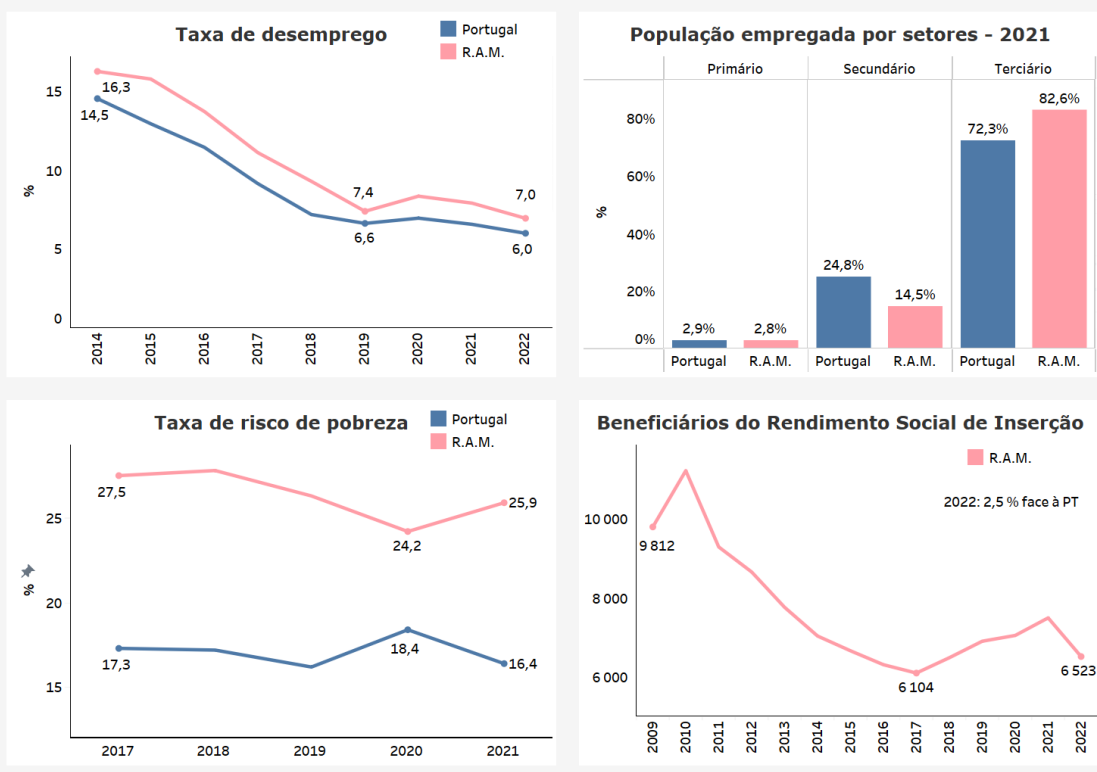 Taxa de desemprego
Portugal
R.A.M.
%
15
10
5
0
16,3
14,5
7,4
6,6
7,0
6,0
2014 2015 2016 2017 2018 2019 2020 2021 2022
População empregada por setores - 2021
Primário Secundário Terciário
%
80%
60%
40%
20%
0%
2,9% 2,8%
24,8% 14,5%
72,3% 82,6%
Portugal R.A.M. Portugal R.A.M. Portugal R.A.M.
Taxa de risco de pobreza
Portugal
R.A.M.
%
25
20
15
27,5
24,2
25,9
17,3
18,4
16,4
2017 2018 2019 2020 2021
Beneficiários do Rendimento Social de Inserção
R.A.M.
2022: 2,5 % face à PT
10 000
8 000
6 000
9 812
6 104
6 523
2009 2010 2011 2012 2013 2014 2015 2016 2017 2018 2019 2020 2021 2022